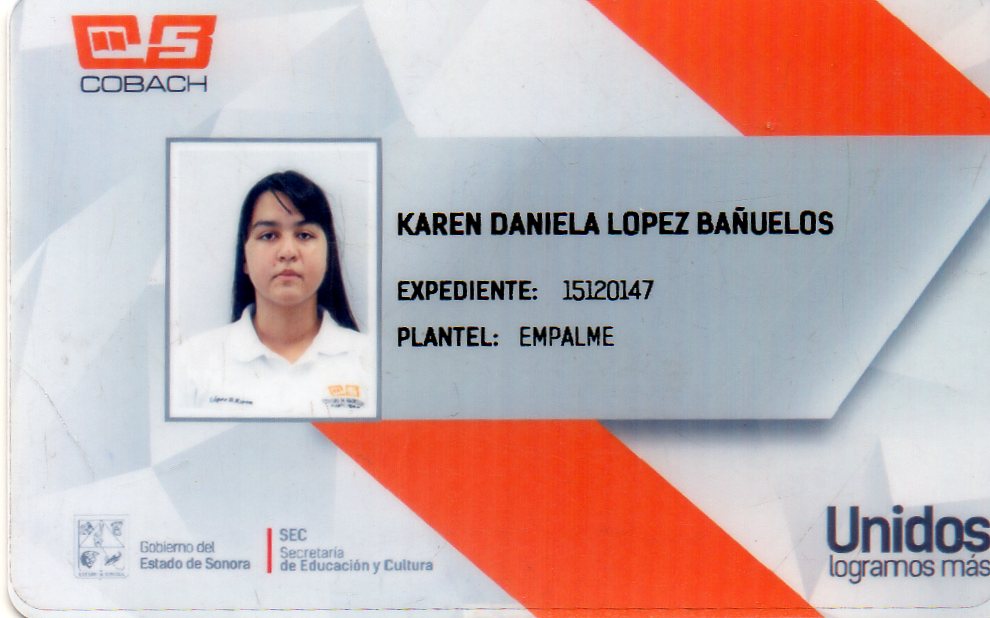 COBACH
KAREN DANIELA LOPEZ BAÑUELOS
EXPEDIENTE: 15120147
PLANTEL: EMPALME
Gobierno del
Estado de Sonora
SEC
Secretaría
de Educación y Cultura
Unidos
logramos más